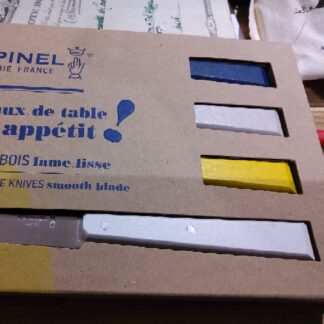 PINEL
IE FRANCE
ux de table
appétit!
BOIS lame lisse
E KNIVES smooth blade